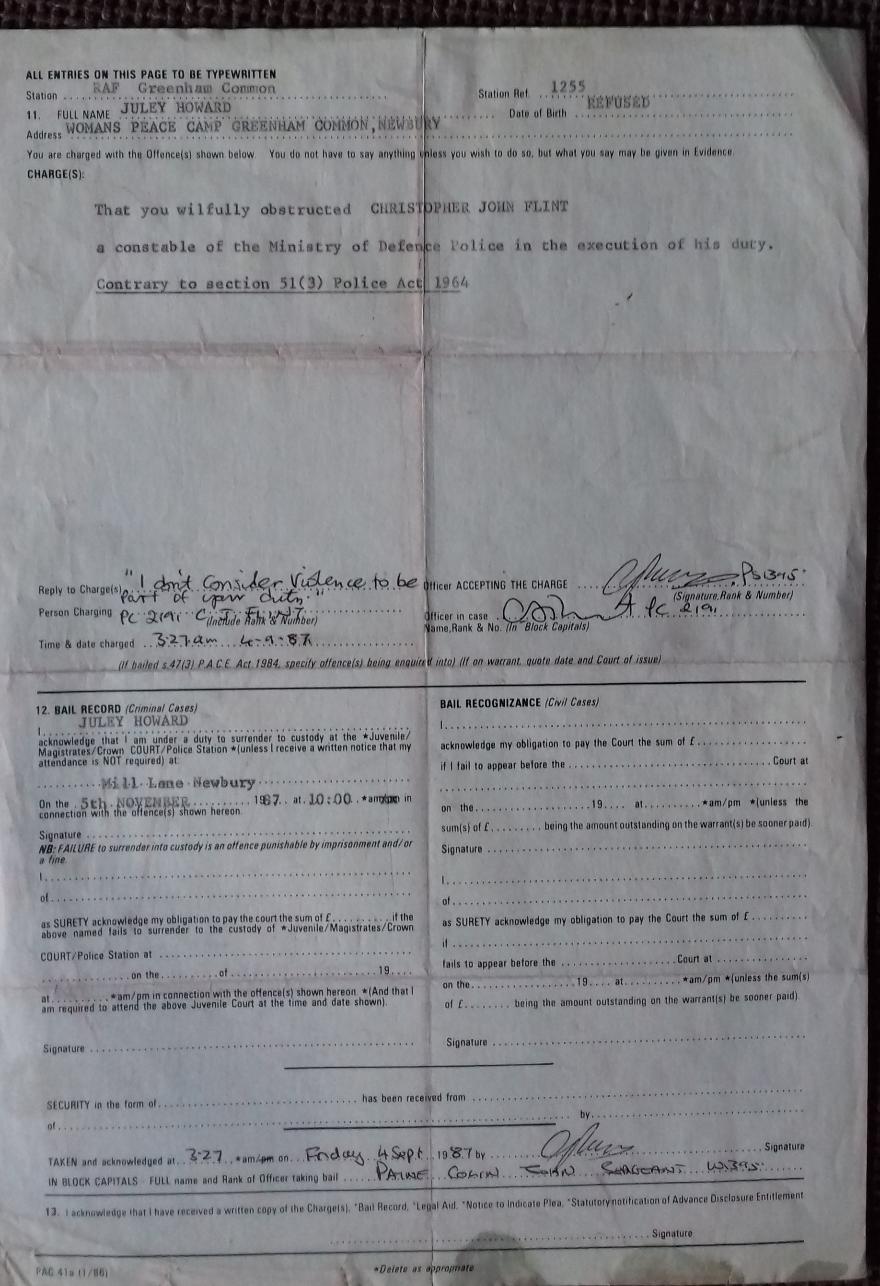 ALL ENTRIES ON THIS PAGE TO BE TYPEWRITTEN
Station RAF Greenham Common Station Ref. 1255
11. FULL NAME JULEY HOWARD Date of Birth REFUSED
Address WOMANS PEACE CAMP GREENHAM COMMON, NEWBURY
You are charged with the Offence(s) shown below. You do not have to say anything unless you wish to do so, but what you say may be given in Evidence.
CHARGE(S):
That you wilfully obstructed CHRISTOPHER JOHN FLINT
a constable of the Ministry of Defence Police in the execution of his duty.
Contrary to section 51(3) Police Act 1964
Reply to Charge(s) "I don't Consider Violence to be Officer ACCEPTING THE CHARGE PS1395
Part of your duty." (Signature, Rank & Number)
Person Charging PC 2191 C.J. FLINT Officer in case PC 2191
(Include Rank & Number) Name, Rank & No. (In Block Capitals)
Time & date charged 3.27am 4-9-87
(If bailed s.47(3) P.A.C.E. Act 1984, specify offence(s) being enquired into) (If on warrant, quote date and Court of issue)
12. BAIL RECORD (Criminal Cases)
JULEY HOWARD
I
acknowledge that I am under a duty to surrender to custody at the *Juvenile/
Magistrates/Crown COURT/Police Station *(unless I receive a written notice that my
attendance is NOT required) at:
Mill Lane Newbury
On the 5th NOVEMBER 1987 at 10:00 *am/pm in
connection with the offence(s) shown hereon.
Signature
NB: FAILURE to surrender into custody is an offence punishable by imprisonment and/or
a fine.
I
of
as SURETY acknowledge my obligation to pay the court the sum of £ if the
above named fails to surrender to the custody of *Juvenile/Magistrates/Crown
COURT/Police Station at
on the of 19
at *am/pm in connection with the offence(s) shown hereon. *(And that I
am required to attend the above Juvenile Court at the time and date shown).
Signature
BAIL RECOGNIZANCE (Civil Cases)
I
acknowledge my obligation to pay the Court the sum of £
if I fail to appear before the Court at
on the 19 at *am/pm *(unless the
sum(s) of £ being the amount outstanding on the warrant(s) be sooner paid).
Signature
I
of
as SURETY acknowledge my obligation to pay the Court the sum of £
if
fails to appear before the Court at
on the 19 at *am/pm *(unless the sum(s)
of £ being the amount outstanding on the warrant(s) be sooner paid).
Signature
SECURITY in the form of has been received from
of by
TAKEN and acknowledged at 3.27 *am/pm on Friday 4 Sept 1987 by Signature
IN BLOCK CAPITALS - FULL name and Rank of Officer taking bail PAINE COLIN JOHN SERGEANT
13. I acknowledge that I have received a written copy of the Charge(s), *Bail Record, *Legal Aid, *Notice to Indicate Plea, *Statutory notification of Advance Disclosure Entitlement
Signature
PAC 41a (1/86)
*Delete as appropriate